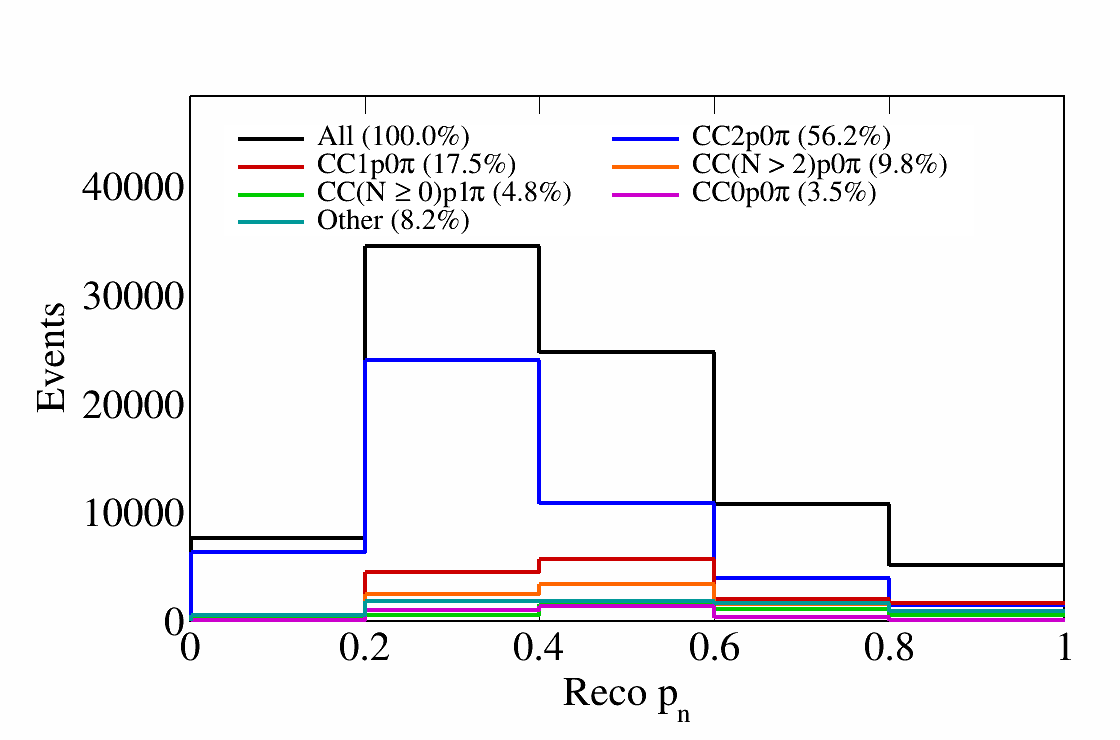 All (100.0%)
CC2p0π (56.2%)
CC1p0π (17.5%)
CC(N > 2)p0π (9.8%)
CC(N ≥ 0)p1π (4.8%)
CC0p0π (3.5%)
Other (8.2%)
40000
30000
20000
10000
0
Events
0 0.2 0.4 0.6 0.8 1
Reco pn